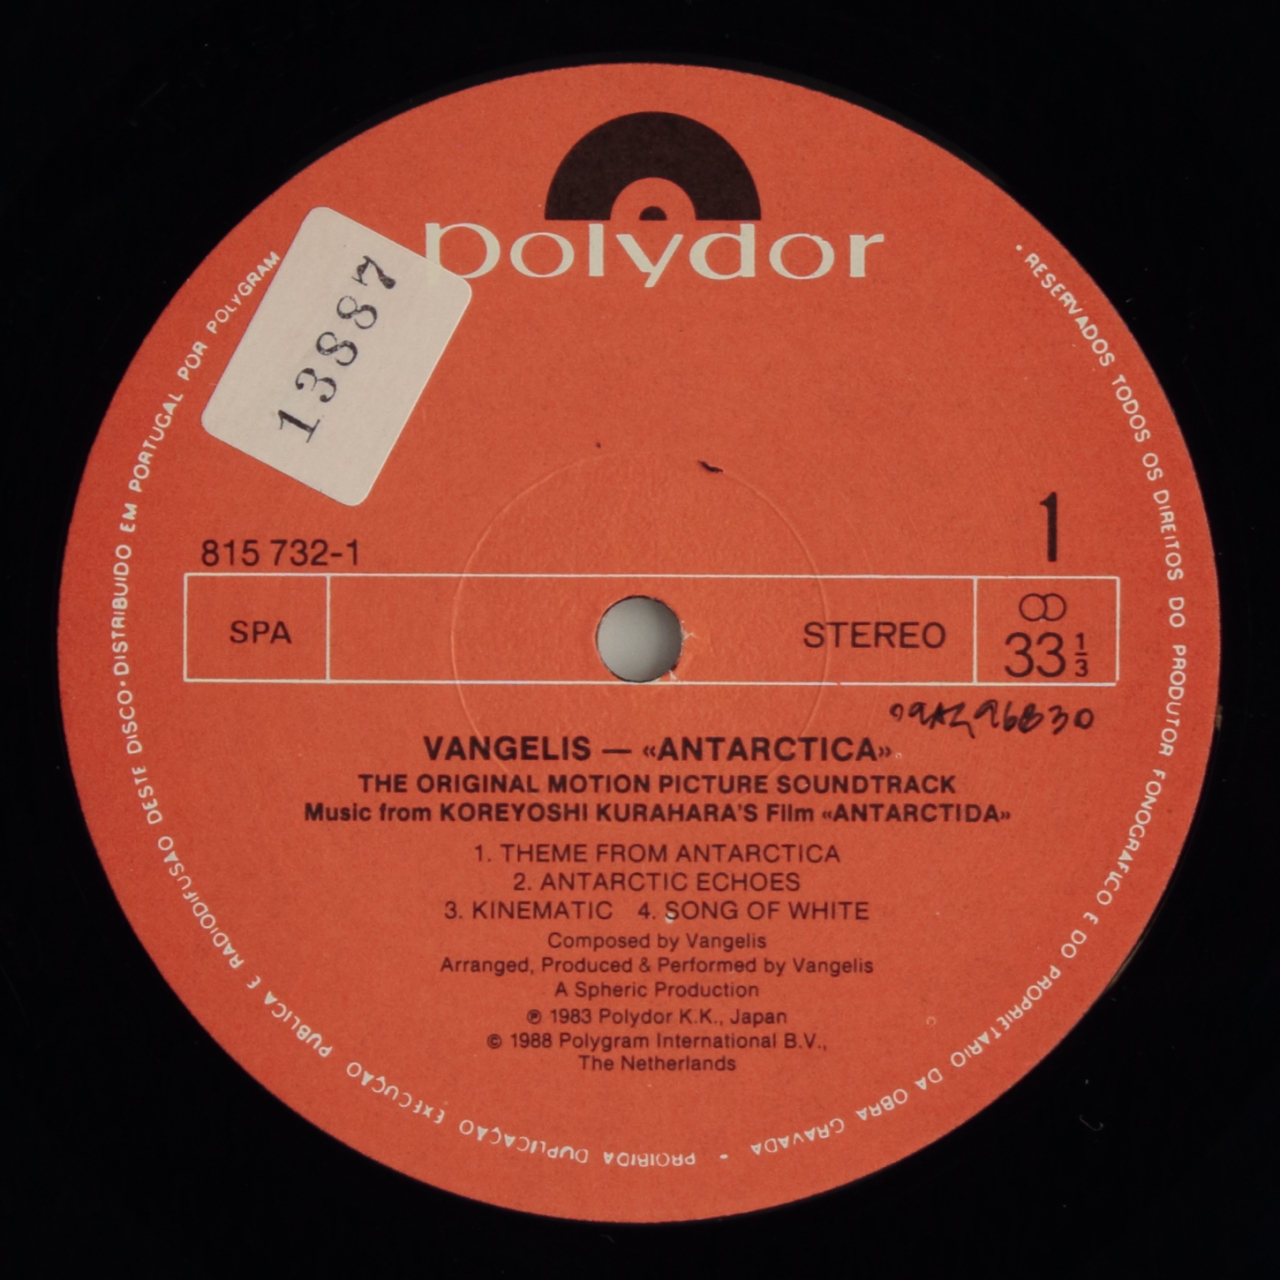 polydor
13887
815 732-1
1
SPA
STEREO
33 1/3
VANGELIS — «ANTARCTICA»
THE ORIGINAL MOTION PICTURE SOUNDTRACK
Music from KOREYOSHI KURAHARA'S Film «ANTARCTIDA»
1. THEME FROM ANTARCTICA
2. ANTARCTIC ECHOES
3. KINEMATIC 4. SONG OF WHITE
Composed by Vangelis
Arranged, Produced & Performed by Vangelis
A Spheric Production
℗ 1983 Polydor K.K., Japan
© 1988 Polygram International B.V.,
The Netherlands
· RESERVADOS TODOS OS DIREITOS DO PRODUTOR FONOGRAFICO E DO PROPRIETARIO DA OBRA GRAVADA - PROIBIDA DUPLICAÇAO EXECUÇAO PUBLICA E RADIODIFUSAO DESTE DISCO·DISTRIBUIDO EM PORTUGAL POR POLYGRAM